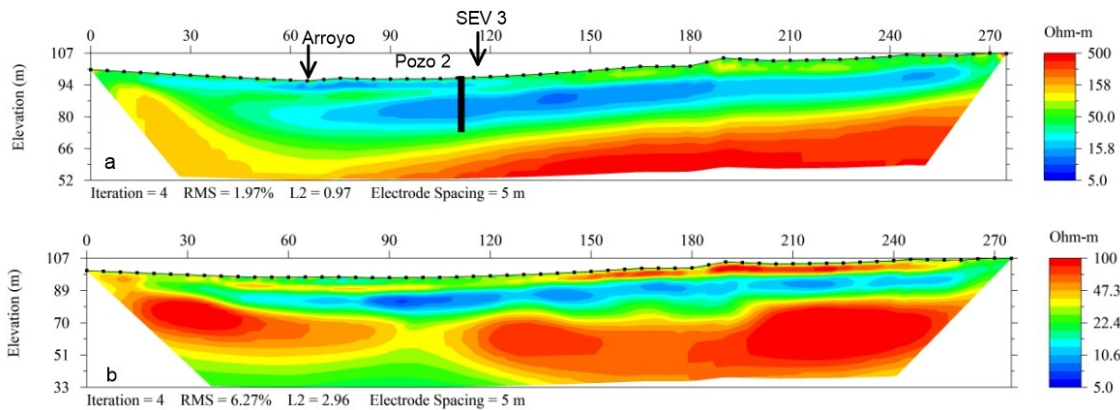 SEV 3
0 30 60 Arroyo 90 120 150 180 210 240 270
Pozo 2
Ohm-m
107
94
80
66
52
Elevation (m)
500
158
50.0
15.8
5.0
a
Iteration = 4 RMS = 1.97% L2 = 0.97 Electrode Spacing = 5 m
0 30 60 90 120 150 180 210 240 270
Ohm-m
107
89
70
51
33
Elevation (m)
100
47.3
22.4
10.6
5.0
b
Iteration = 4 RMS = 6.27% L2 = 2.96 Electrode Spacing = 5 m